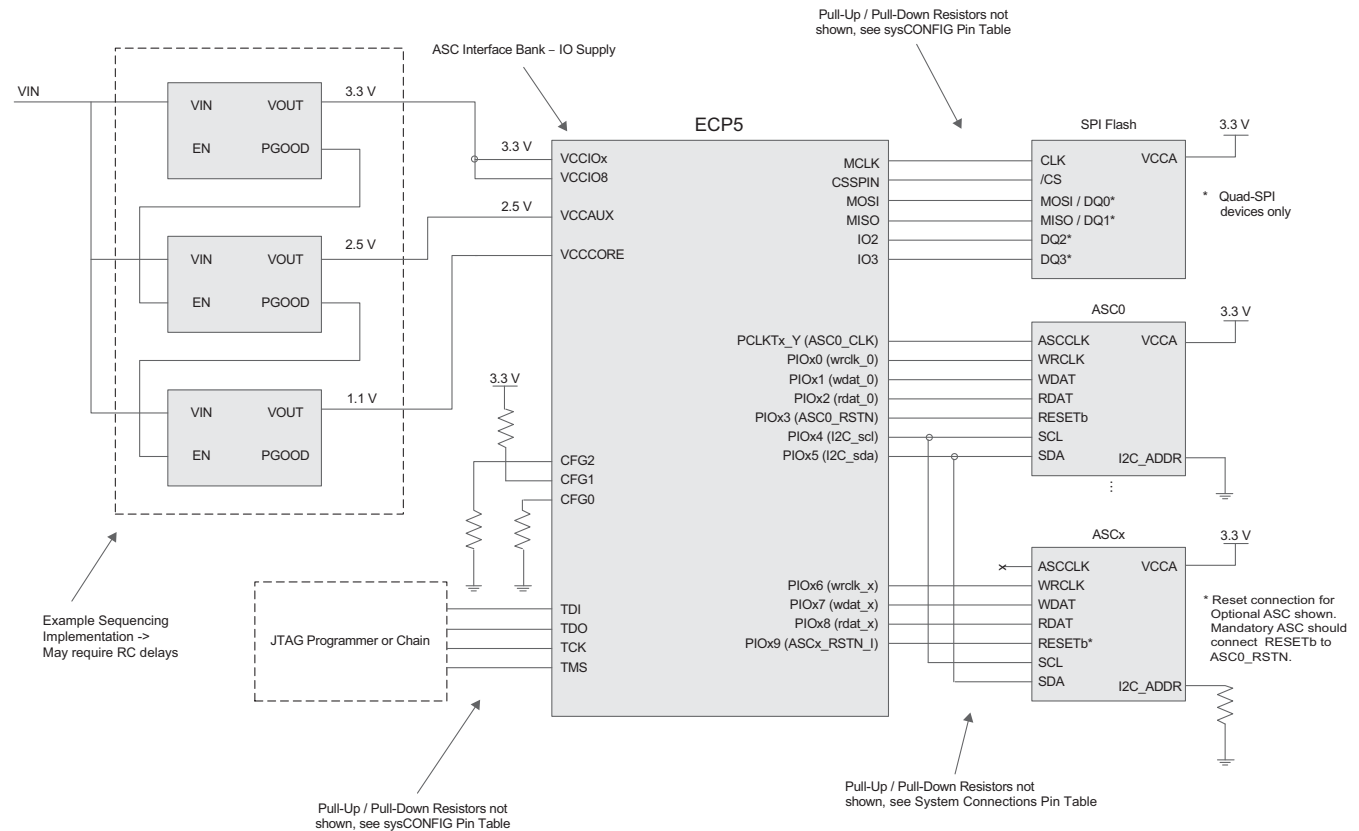 Pull-Up / Pull-Down Resistors not
shown, see sysCONFIG Pin Table
ASC Interface Bank – IO Supply
VIN
VIN VOUT
EN PGOOD
3.3 V
VIN VOUT
EN PGOOD
2.5 V
VIN VOUT
EN PGOOD
1.1 V
Example Sequencing
Implementation ->
May require RC delays
ECP5
3.3 V
VCCIOx
VCCIO8
2.5 V
VCCAUX
VCCCORE
3.3 V
CFG2
CFG1
CFG0
JTAG Programmer or Chain
TDI
TDO
TCK
TMS
Pull-Up / Pull-Down Resistors not
shown, see sysCONFIG Pin Table
MCLK
CSSPIN
MOSI
MISO
IO2
IO3
PCLKTx_Y (ASC0_CLK)
PIOx0 (wrclk_0)
PIOx1 (wdat_0)
PIOx2 (rdat_0)
PIOx3 (ASC0_RSTN)
PIOx4 (I2C_scl)
PIOx5 (I2C_sda)
PIOx6 (wrclk_x)
PIOx7 (wdat_x)
PIOx8 (rdat_x)
PIOx9 (ASCx_RSTN_I)
SPI Flash
3.3 V
CLK VCCA
/CS
MOSI / DQ0*
MISO / DQ1*
DQ2*
DQ3*
* Quad-SPI
devices only
ASC0
3.3 V
ASCCLK VCCA
WRCLK
WDAT
RDAT
RESETb
SCL
SDA
I2C_ADDR
...
ASCx
3.3 V
ASCCLK VCCA
WRCLK
WDAT
RDAT
RESETb*
SCL
SDA
I2C_ADDR
* Reset connection for
Optional ASC shown.
Mandatory ASC should
connect RESETb to
ASC0_RSTN.
Pull-Up / Pull-Down Resistors not
shown, see System Connections Pin Table